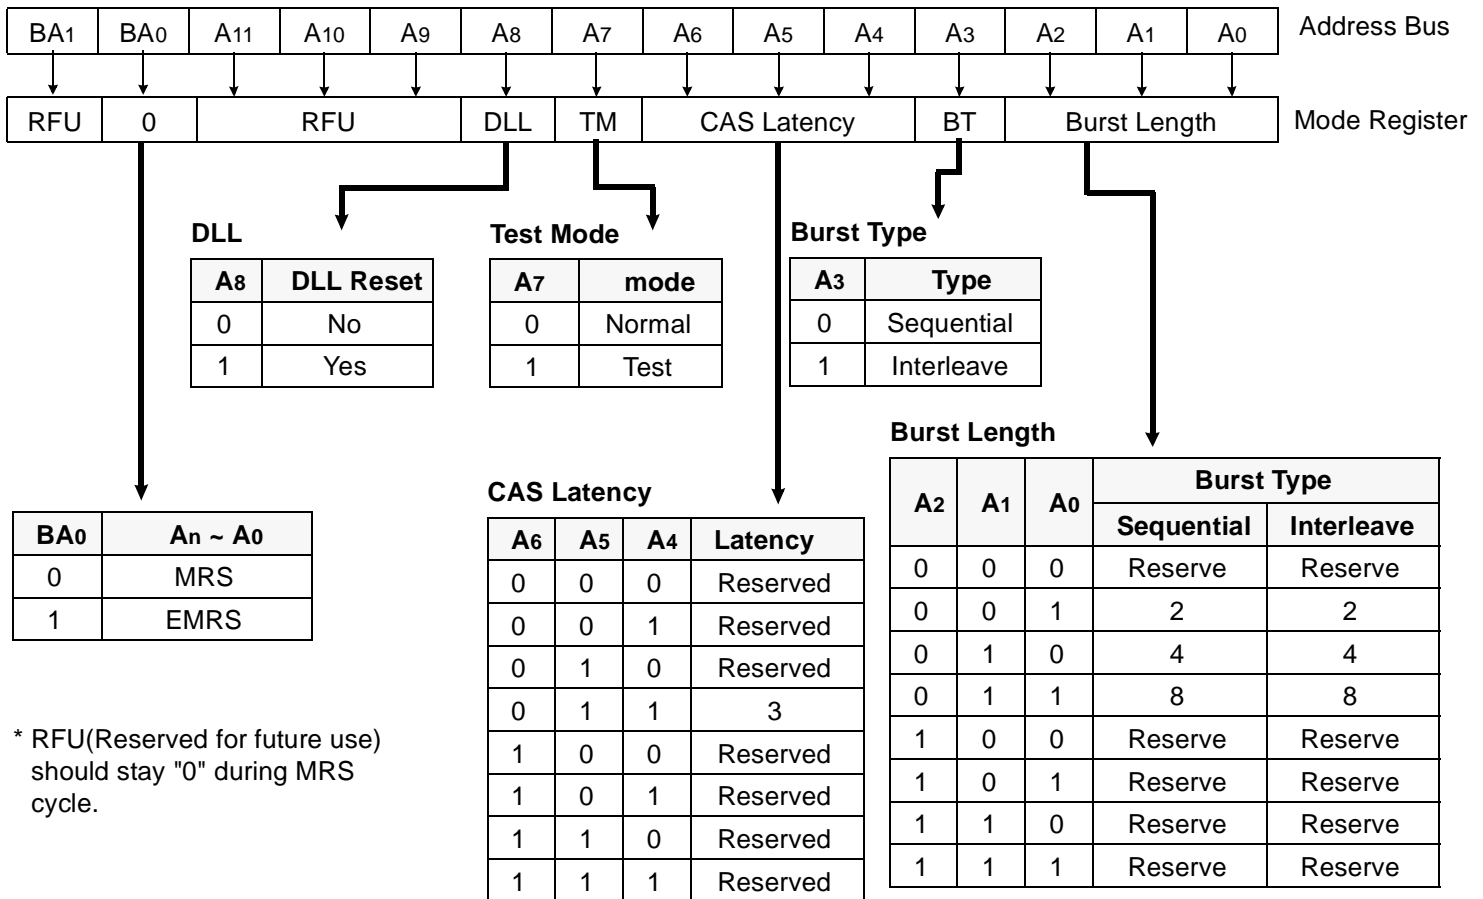 BA1 BA0 A11 A10 A9 A8 A7 A6 A5 A4 A3 A2 A1 A0 Address Bus
RFU 0 RFU DLL TM CAS Latency BT Burst Length Mode Register
DLL
A8 DLL Reset
0 No
1 Yes
Test Mode
A7 mode
0 Normal
1 Test
Burst Type
A3 Type
0 Sequential
1 Interleave
BA0 An ~ A0
0 MRS
1 EMRS
* RFU(Reserved for future use)
should stay "0" during MRS
cycle.
CAS Latency
A6 A5 A4 Latency
0 0 0 Reserved
0 0 1 Reserved
0 1 0 Reserved
0 1 1 3
1 0 0 Reserved
1 0 1 Reserved
1 1 0 Reserved
1 1 1 Reserved
Burst Length
A2 A1 A0 Burst Type
Sequential Interleave
0 0 0 Reserve Reserve
0 0 1 2 2
0 1 0 4 4
0 1 1 8 8
1 0 0 Reserve Reserve
1 0 1 Reserve Reserve
1 1 0 Reserve Reserve
1 1 1 Reserve Reserve